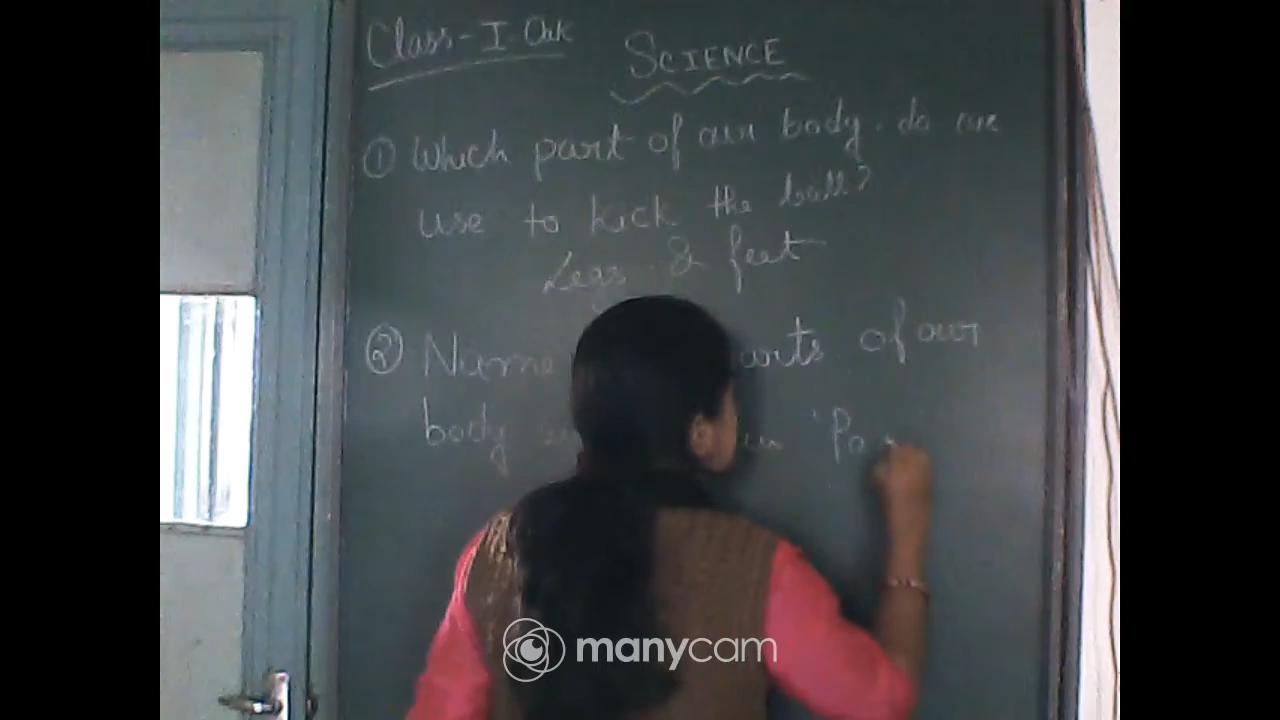 Class - I - Oak
SCIENCE
① Which part of our body do we
use to kick the ball?
Legs & feet
② Name parts of our
body
manycam